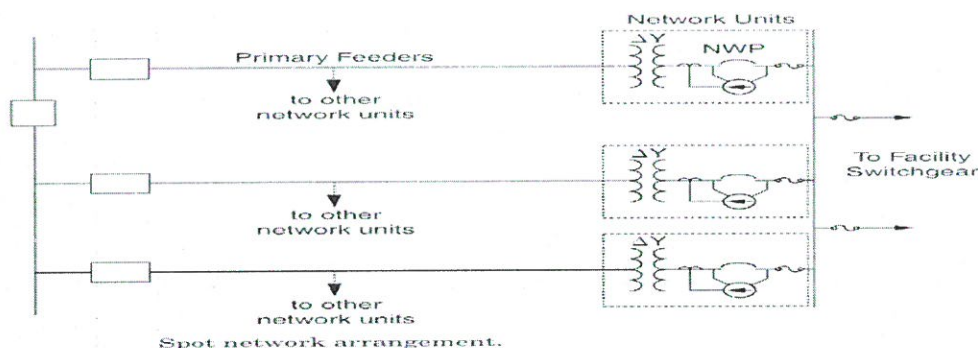 Network Units
NWP
Primary Feeders
to other
network units
To Facility
Switchgear
to other
network units
to other
network units
Spot network arrangement.